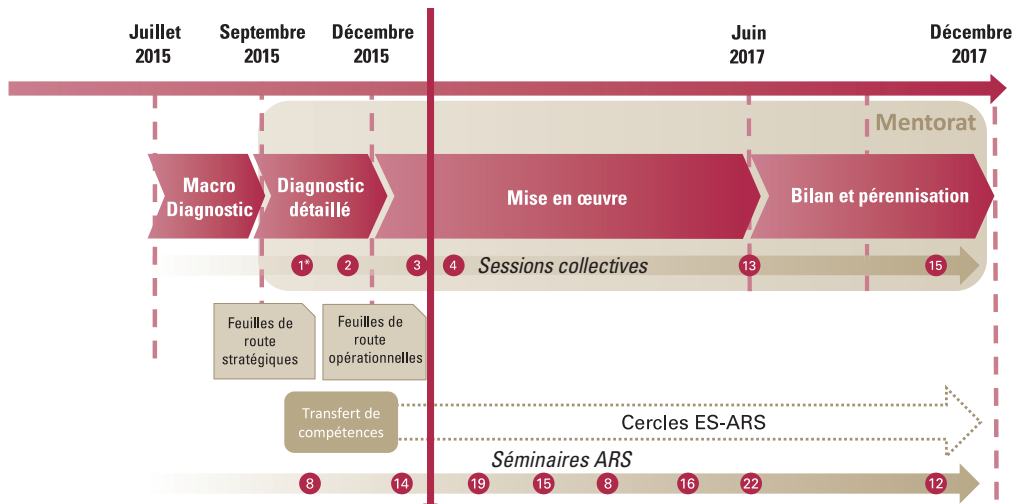 Juillet
2015
Septembre
2015
Décembre
2015
Juin
2017
Décembre
2017
Mentorat
Macro
Diagnostic
Diagnostic
détaillé
Mise en œuvre
Bilan et pérennisation
1* 2 3 4 Sessions collectives 13 15
Feuilles de
route
stratégiques
Feuilles de
route
opérationnelles
Transfert de
compétences
Cercles ES-ARS
Séminaires ARS
8 14 19 15 8 16 22 12